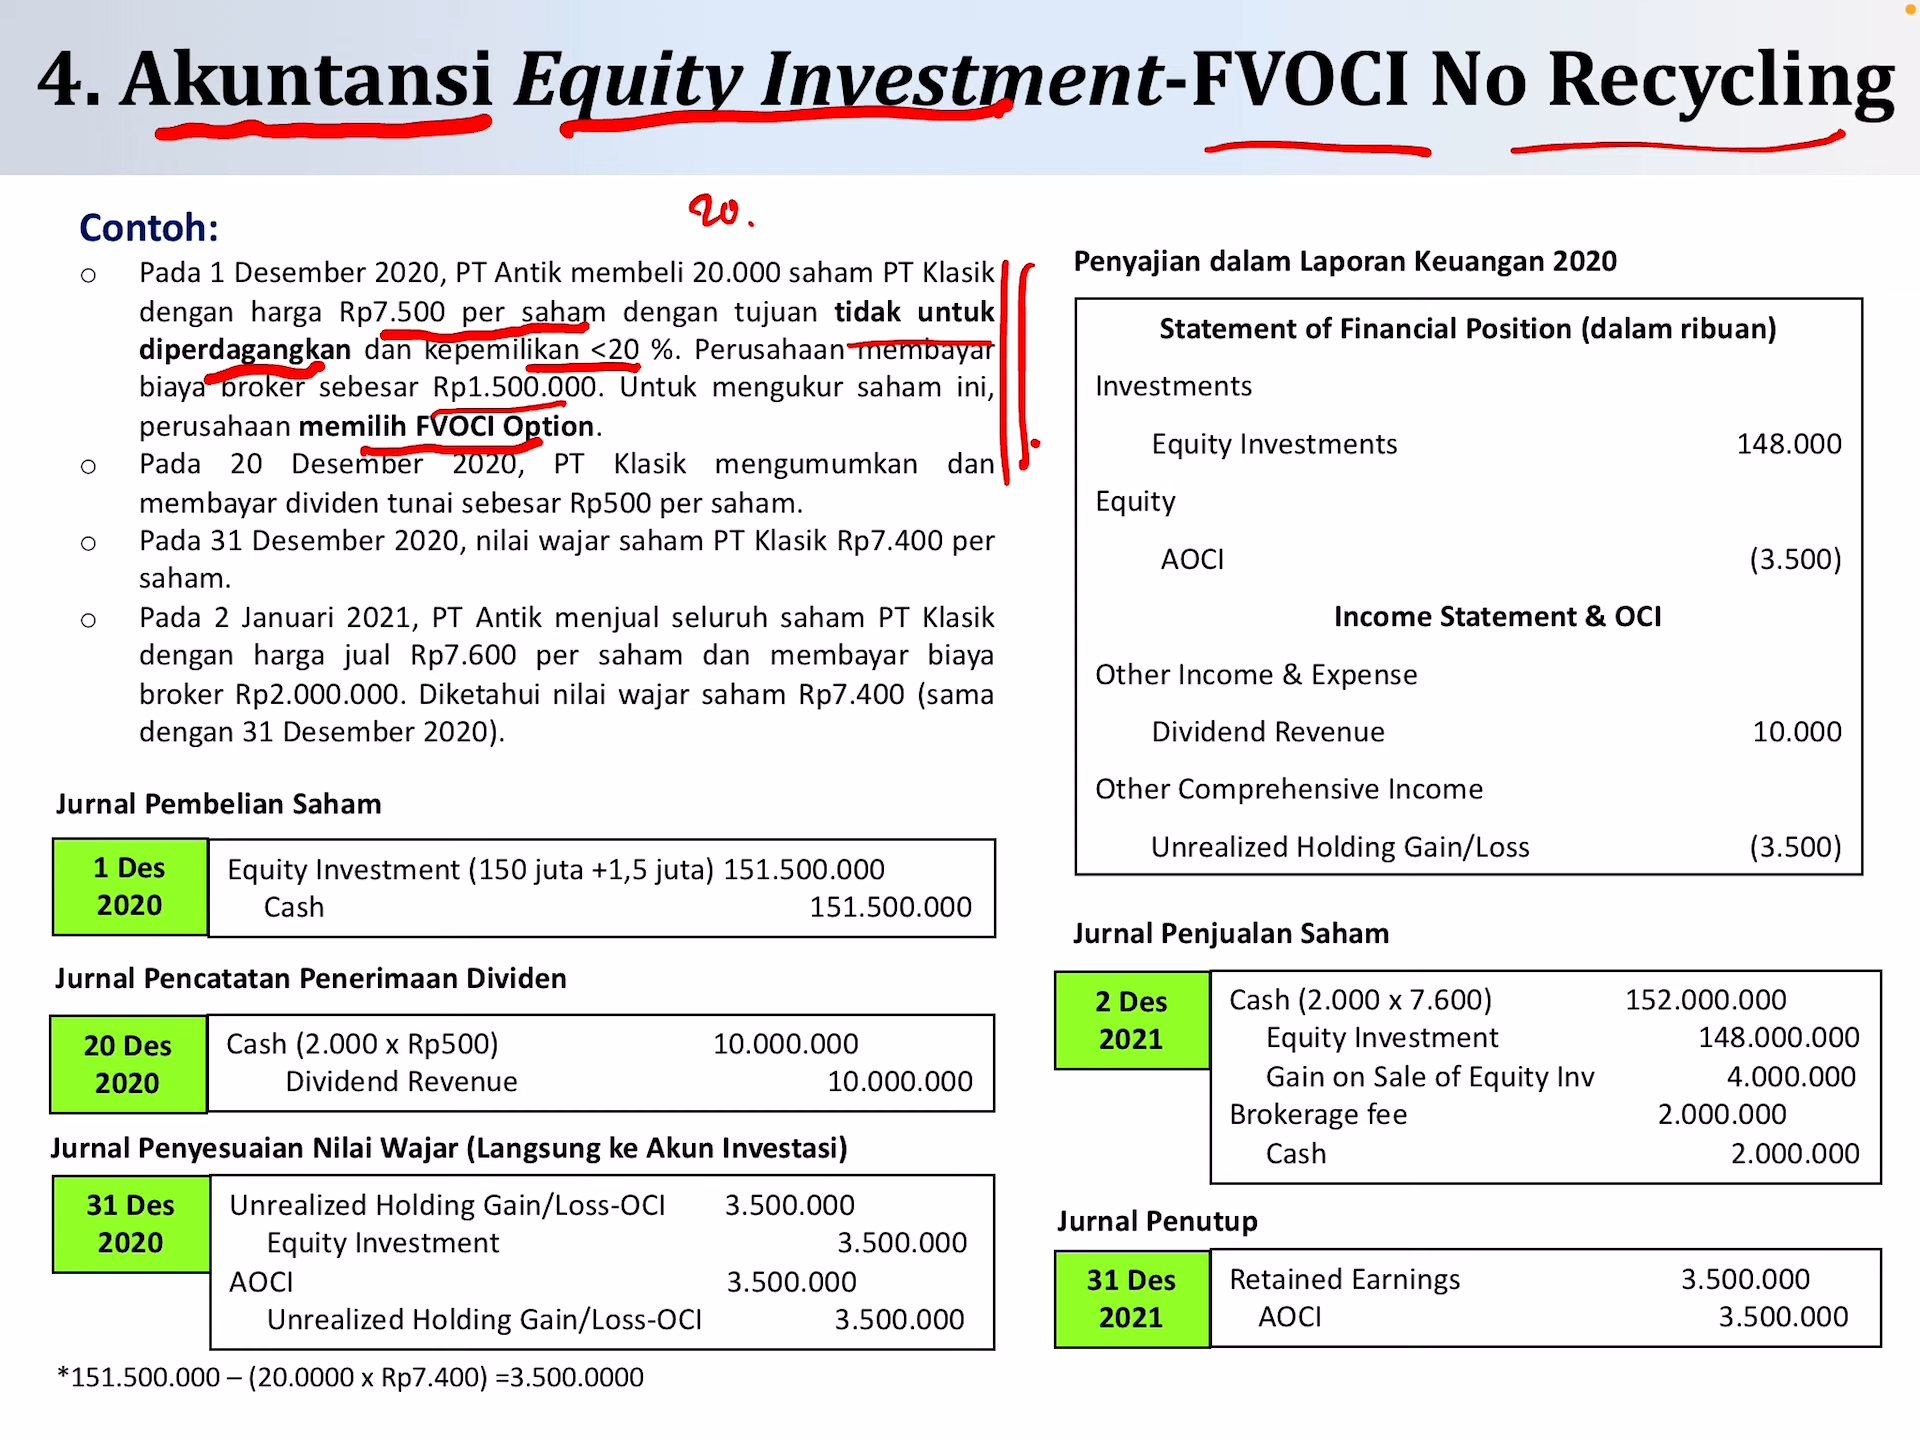 4. Akuntansi Equity Investment-FVOCI No Recycling
20.
Contoh:
o Pada 1 Desember 2020, PT Antik membeli 20.000 saham PT Klasik
dengan harga Rp7.500 per saham dengan tujuan tidak untuk
diperdagangkan dan kepemilikan <20 %. Perusahaan membayar
biaya broker sebesar Rp1.500.000. Untuk mengukur saham ini,
perusahaan memilih FVOCI Option.
o Pada 20 Desember 2020, PT Klasik mengumumkan dan
membayar dividen tunai sebesar Rp500 per saham.
o Pada 31 Desember 2020, nilai wajar saham PT Klasik Rp7.400 per
saham.
o Pada 2 Januari 2021, PT Antik menjual seluruh saham PT Klasik
dengan harga jual Rp7.600 per saham dan membayar biaya
broker Rp2.000.000. Diketahui nilai wajar saham Rp7.400 (sama
dengan 31 Desember 2020).
Jurnal Pembelian Saham
1 Des
2020
Equity Investment (150 juta +1,5 juta) 151.500.000
Cash 151.500.000
Jurnal Pencatatan Penerimaan Dividen
20 Des
2020
Cash (2.000 x Rp500) 10.000.000
Dividend Revenue 10.000.000
Jurnal Penyesuaian Nilai Wajar (Langsung ke Akun Investasi)
31 Des
2020
Unrealized Holding Gain/Loss-OCI 3.500.000
Equity Investment 3.500.000
AOCI 3.500.000
Unrealized Holding Gain/Loss-OCI 3.500.000
*151.500.000 – (20.0000 x Rp7.400) =3.500.0000
Penyajian dalam Laporan Keuangan 2020
Statement of Financial Position (dalam ribuan)
Investments
Equity Investments 148.000
Equity
AOCI (3.500)
Income Statement & OCI
Other Income & Expense
Dividend Revenue 10.000
Other Comprehensive Income
Unrealized Holding Gain/Loss (3.500)
Jurnal Penjualan Saham
2 Des
2021
Cash (2.000 x 7.600) 152.000.000
Equity Investment 148.000.000
Gain on Sale of Equity Inv 4.000.000
Brokerage fee 2.000.000
Cash 2.000.000
Jurnal Penutup
31 Des
2021
Retained Earnings 3.500.000
AOCI 3.500.000